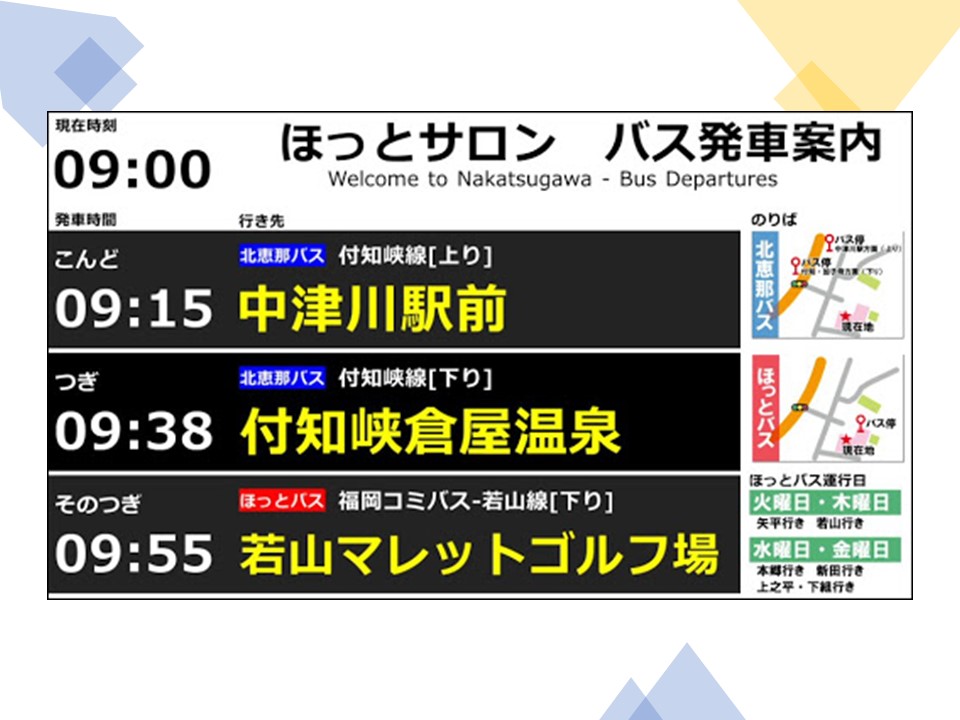 現在時刻
09:00
ほっとサロン　バス発車案内
Welcome to Nakatsugawa - Bus Departures
発車時間
行き先
のりば
こんど
北恵那バス 付知峡線[上り]
09:15
中津川駅前
つぎ
北恵那バス 付知峡線[下り]
09:38
付知峡倉屋温泉
そのつぎ
ほっとバス 福岡コミバス-若山線[下り]
09:55
若山マレットゴルフ場
北恵那バス
バス停
中津川駅方面（上り）
バス停
現在地
ほっとバス
バス停
現在地
ほっとバス運行日
火曜日・木曜日
矢平行き　若山行き
水曜日・金曜日
本郷行き　新田行き
上之平・下組行き